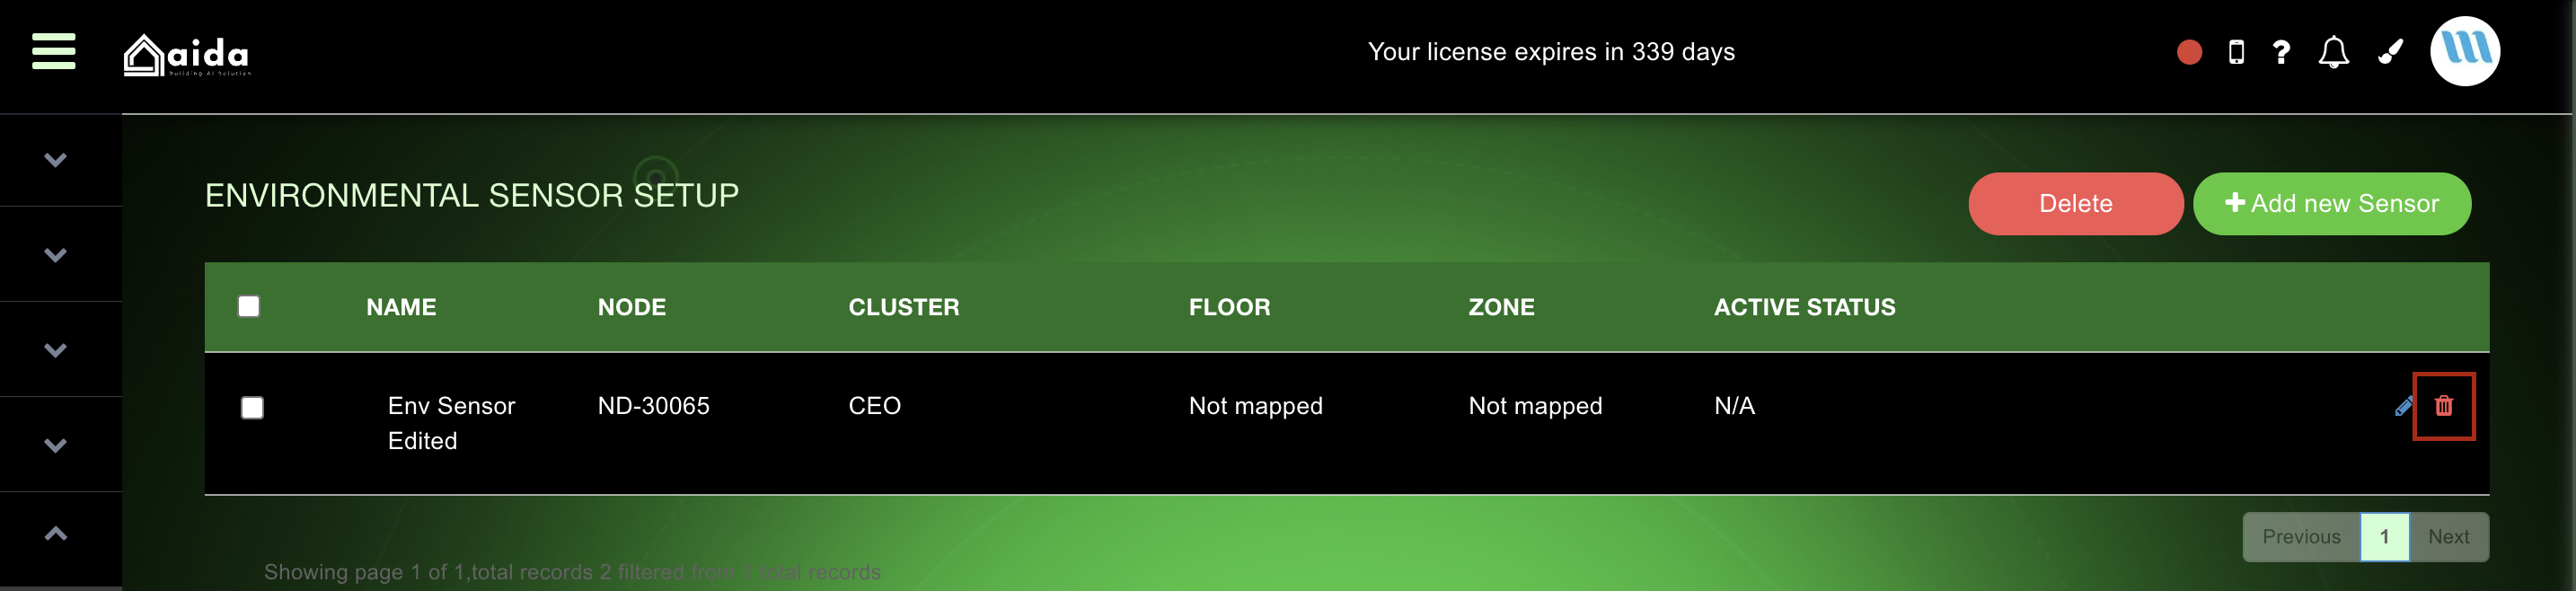 aida
Building AI Solution
Your license expires in 339 days
?
ENVIRONMENTAL SENSOR SETUP
Delete
Add new Sensor
NAME NODE CLUSTER FLOOR ZONE ACTIVE STATUS
Env Sensor ND-30065 CEO Not mapped Not mapped N/A
Edited
Previous 1 Next
Showing page 1 of 1,total records 2 filtered from total records